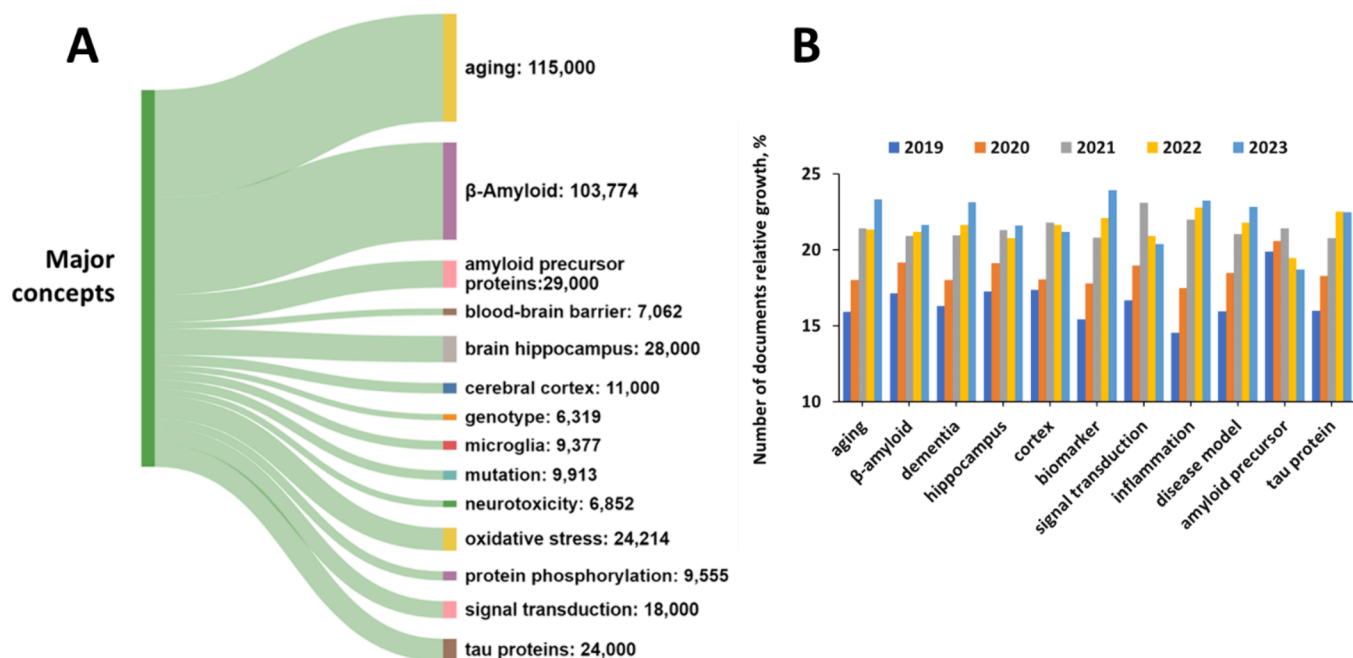 A
Major
concepts
aging: 115,000
β-Amyloid: 103,774
amyloid precursor
proteins:29,000
blood-brain barrier: 7,062
brain hippocampus: 28,000
cerebral cortex: 11,000
genotype: 6,319
microglia: 9,377
mutation: 9,913
neurotoxicity: 6,852
oxidative stress: 24,214
protein phosphorylation: 9,555
signal transduction: 18,000
tau proteins: 24,000
B
2019 2020 2021 2022 2023
Number of documents relative growth, %
25
20
15
10
aging
β-amyloid
dementia
hippocampus
cortex
biomarker
signal transduction
inflammation
disease model
amyloid precursor
tau protein